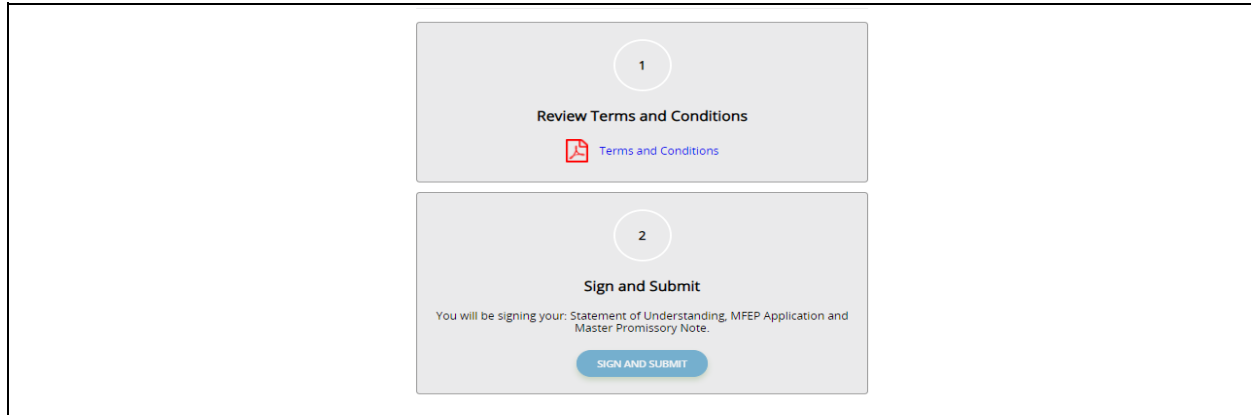 1
Review Terms and Conditions
Terms and Conditions
2
Sign and Submit
You will be signing your: Statement of Understanding, MFEP Application and
Master Promissory Note.
SIGN AND SUBMIT